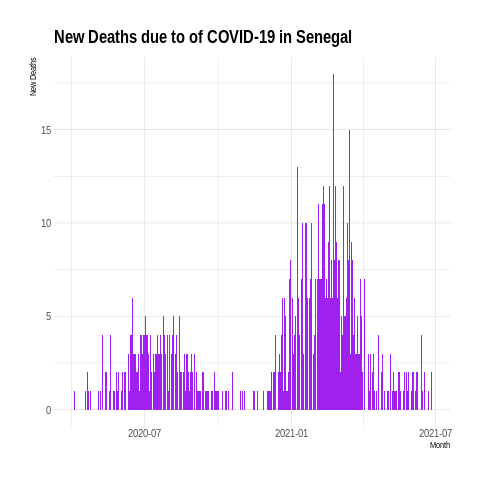 New Deaths due to of COVID-19 in Senegal
New Deaths
15
10
5
0
2020-07
2021-01
2021-07
Month